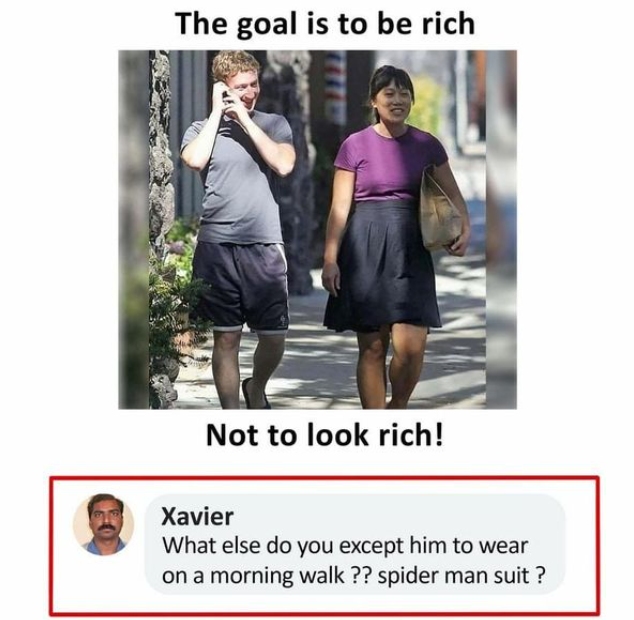 The goal is to be rich
Not to look rich!
Xavier
What else do you except him to wear
on a morning walk ?? spider man suit ?